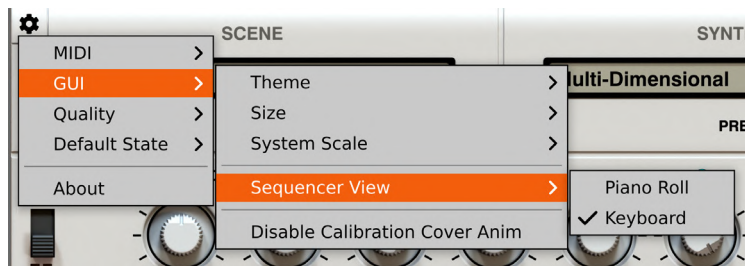 SCENE
SYNT
MIDI
GUI
Quality
Default State
About
Theme
Size
System Scale
Sequencer View
Disable Calibration Cover Anim
Piano Roll
Keyboard
ulti-Dimensional
PRE